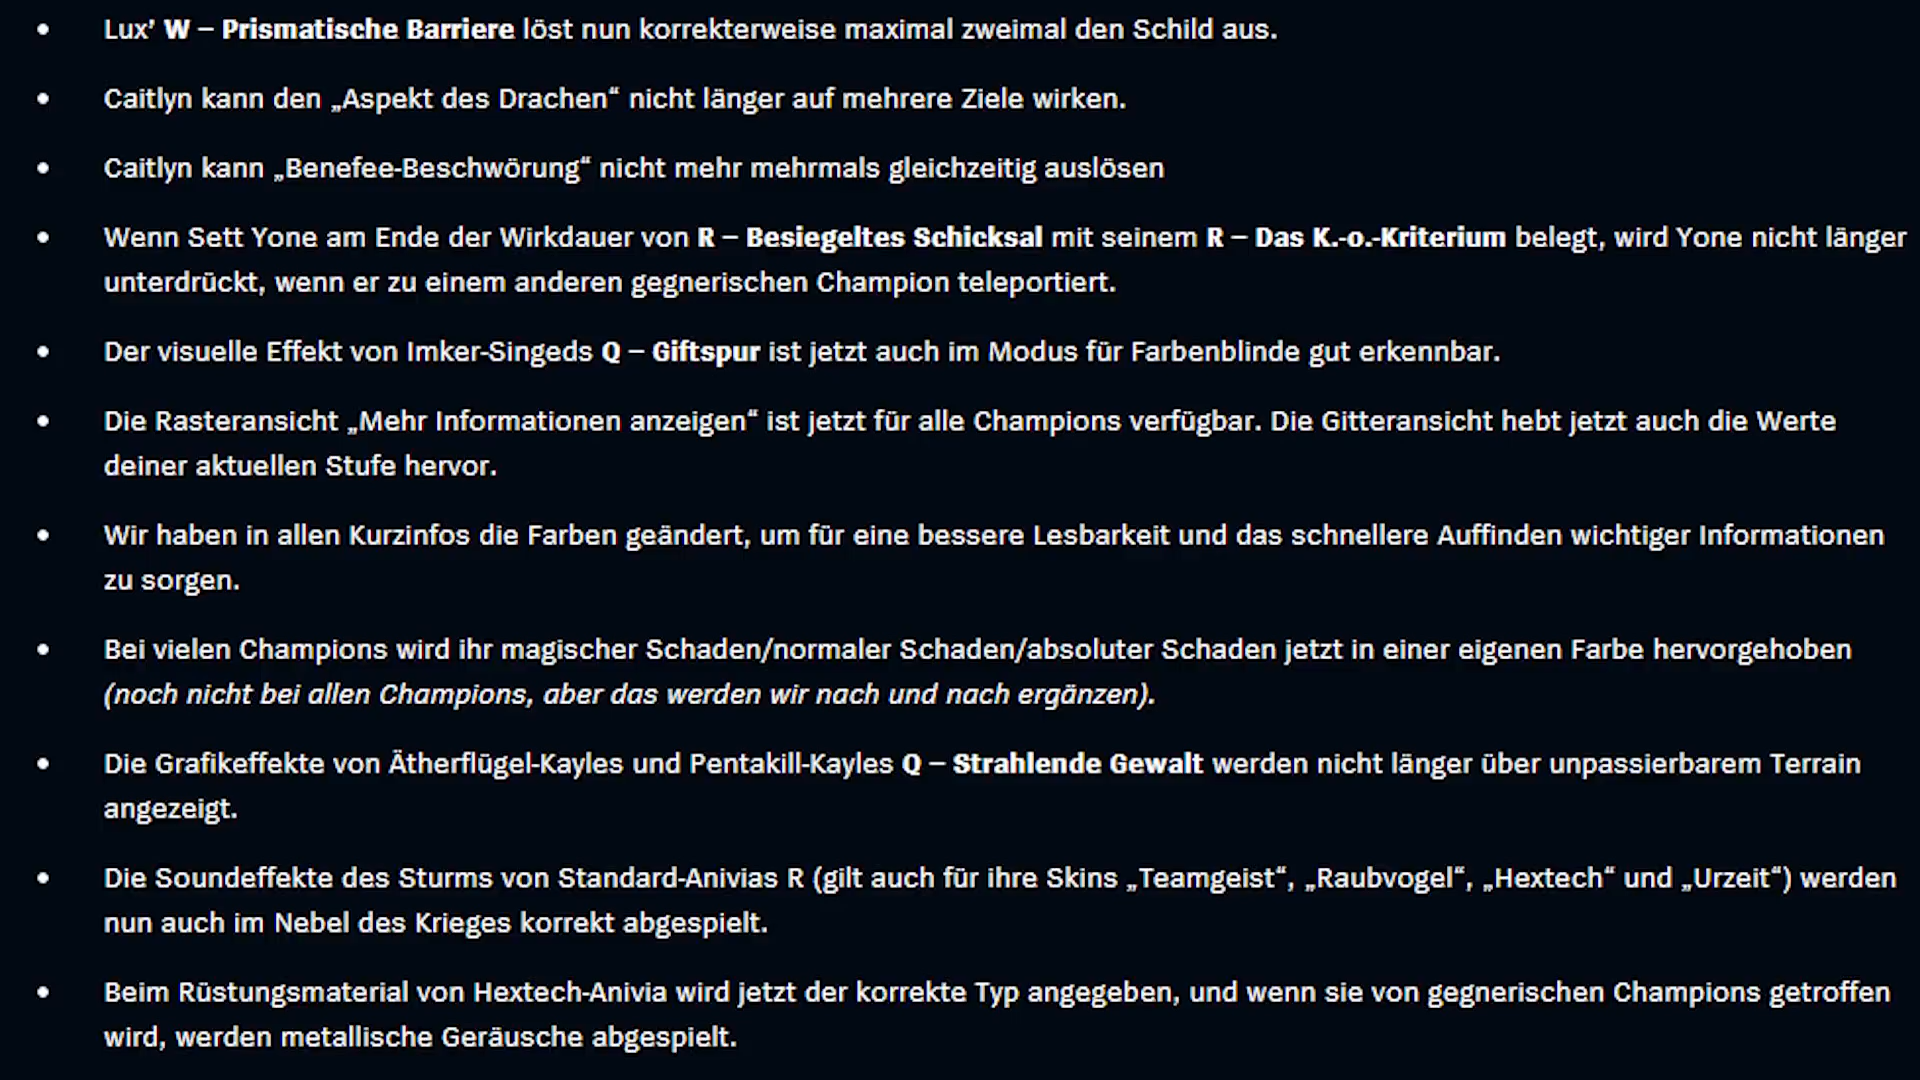 • Lux’ W – Prismatische Barriere löst nun korrekterweise maximal zweimal den Schild aus.
• Caitlyn kann den „Aspekt des Drachen“ nicht länger auf mehrere Ziele wirken.
• Caitlyn kann „Benefee-Beschwörung“ nicht mehr mehrmals gleichzeitig auslösen
• Wenn Sett Yone am Ende der Wirkdauer von R – Besiegeltes Schicksal mit seinem R – Das K.-o.-Kriterium belegt, wird Yone nicht länger
unterdrückt, wenn er zu einem anderen gegnerischen Champion teleportiert.
• Der visuelle Effekt von Imker-Singeds Q – Giftspur ist jetzt auch im Modus für Farbenblinde gut erkennbar.
• Die Rasteransicht „Mehr Informationen anzeigen“ ist jetzt für alle Champions verfügbar. Die Gitteransicht hebt jetzt auch die Werte
deiner aktuellen Stufe hervor.
• Wir haben in allen Kurzinfos die Farben geändert, um für eine bessere Lesbarkeit und das schnellere Auffinden wichtiger Informationen
zu sorgen.
• Bei vielen Champions wird ihr magischer Schaden/normaler Schaden/absoluter Schaden jetzt in einer eigenen Farbe hervorgehoben
(noch nicht bei allen Champions, aber das werden wir nach und nach ergänzen).
• Die Grafikeffekte von Ätherflügel-Kayles und Pentakill-Kayles Q – Strahlende Gewalt werden nicht länger über unpassierbarem Terrain
angezeigt.
• Die Soundeffekte des Sturms von Standard-Anivias R (gilt auch für ihre Skins „Teamgeist“, „Raubvogel“, „Hextech“ und „Urzeit“) werden
nun auch im Nebel des Krieges korrekt abgespielt.
• Beim Rüstungsmaterial von Hextech-Anivia wird jetzt der korrekte Typ angegeben, und wenn sie von gegnerischen Champions getroffen
wird, werden metallische Geräusche abgespielt.